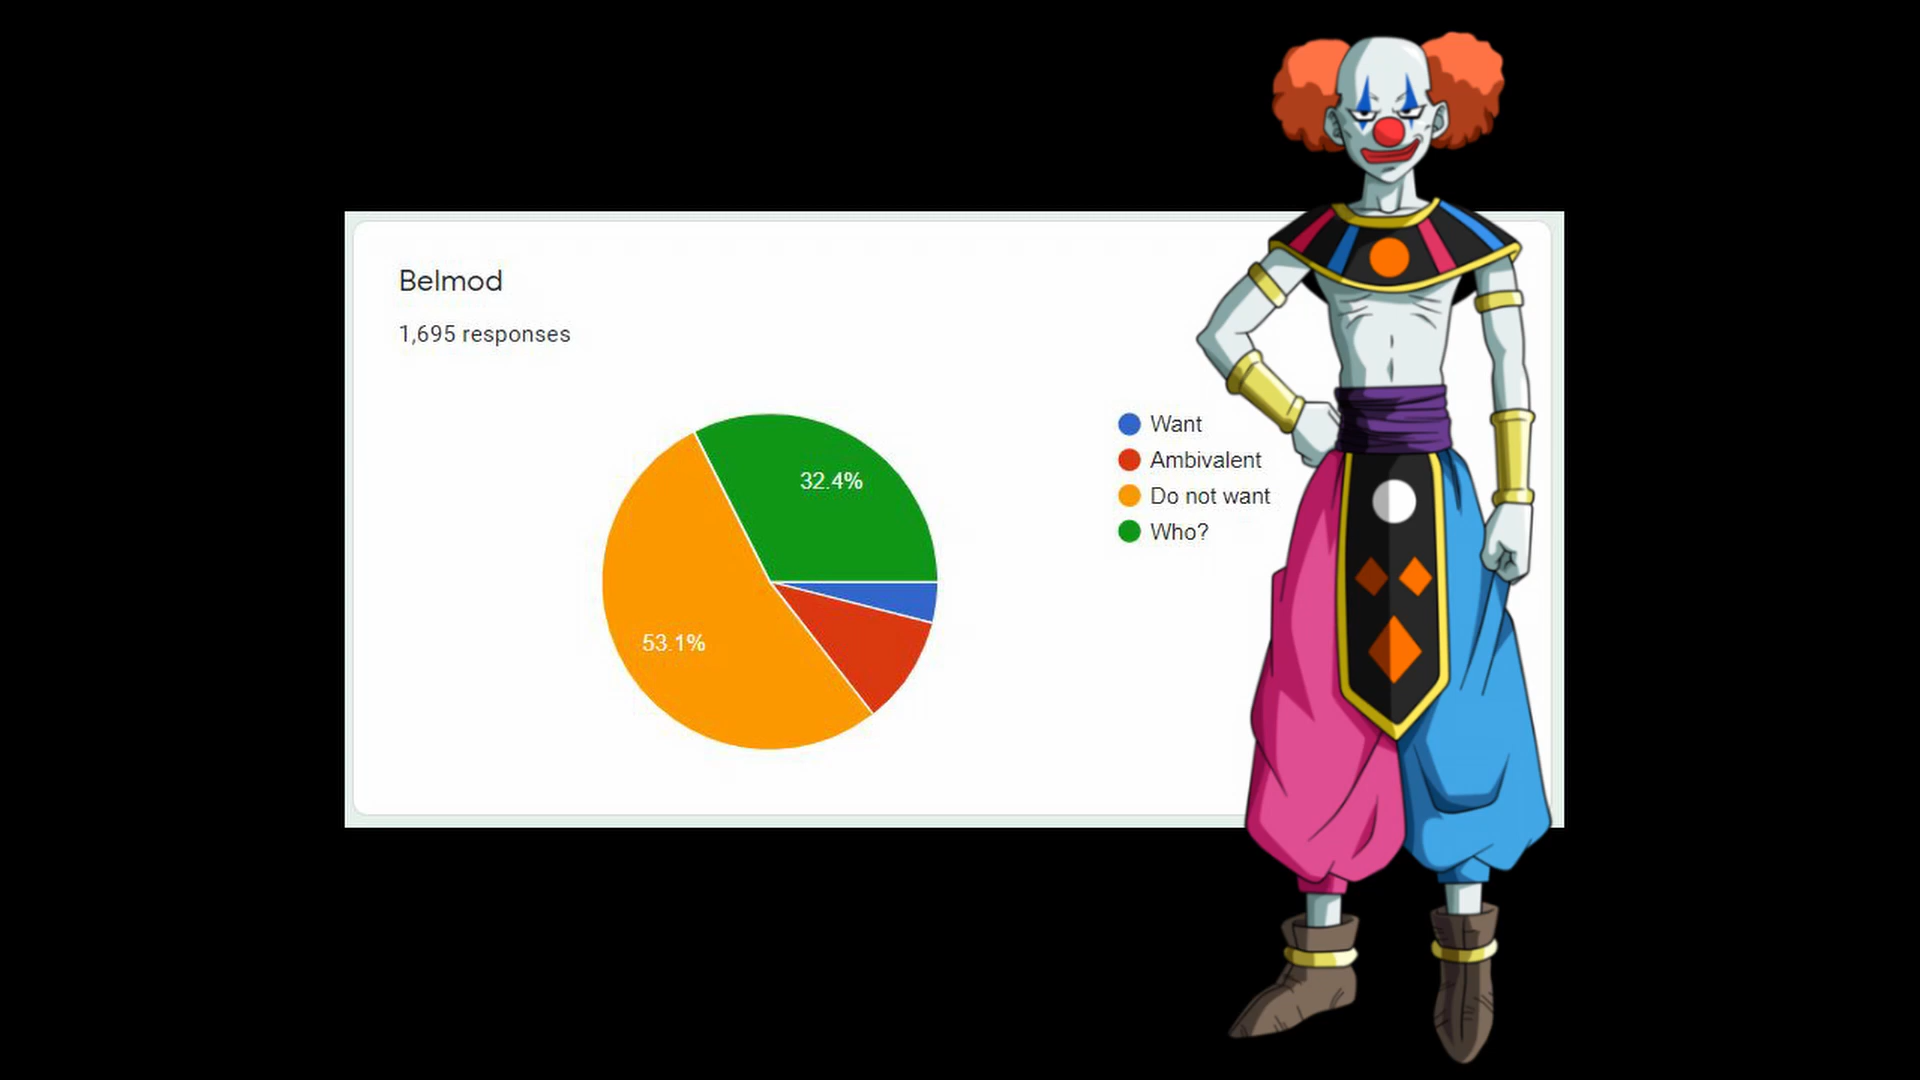 Belmod
1,695 responses
32.4%
53.1%
Want
Ambivalent
Do not want
Who?